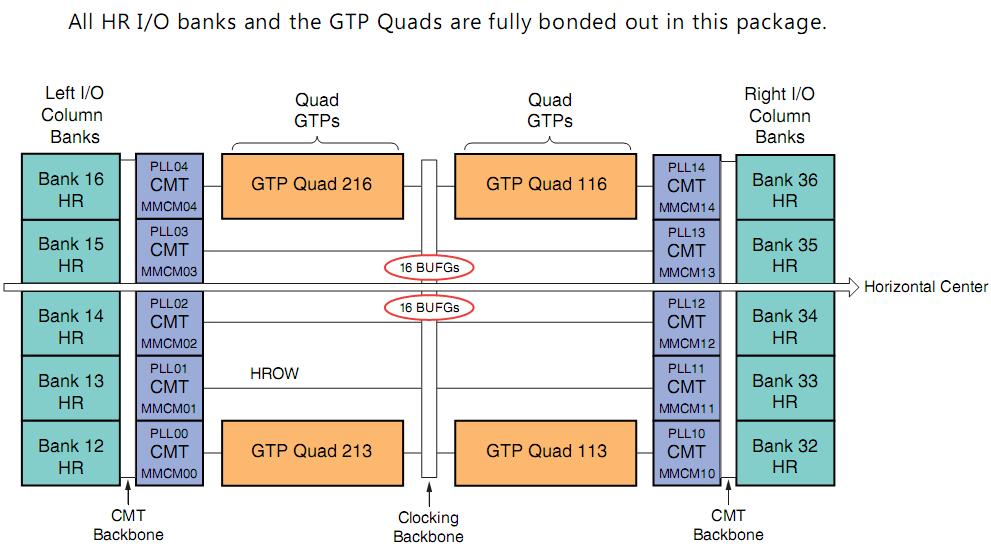 All HR I/O banks and the GTP Quads are fully bonded out in this package.
Left I/O
Column
Banks
Quad
GTPs
Quad
GTPs
Right I/O
Column
Banks
Bank 16
HR
PLL04
CMT
MMCM04
GTP Quad 216
GTP Quad 116
PLL14
CMT
MMCM14
Bank 36
HR
Bank 15
HR
PLL03
CMT
MMCM03
16 BUFGs
PLL13
CMT
MMCM13
Bank 35
HR
Horizontal Center
Bank 14
HR
PLL02
CMT
MMCM02
16 BUFGs
PLL12
CMT
MMCM12
Bank 34
HR
Bank 13
HR
PLL01
CMT
MMCM01
HROW
PLL11
CMT
MMCM11
Bank 33
HR
Bank 12
HR
PLL00
CMT
MMCM00
GTP Quad 213
GTP Quad 113
PLL10
CMT
MMCM10
Bank 32
HR
CMT
Backbone
Clocking
Backbone
CMT
Backbone